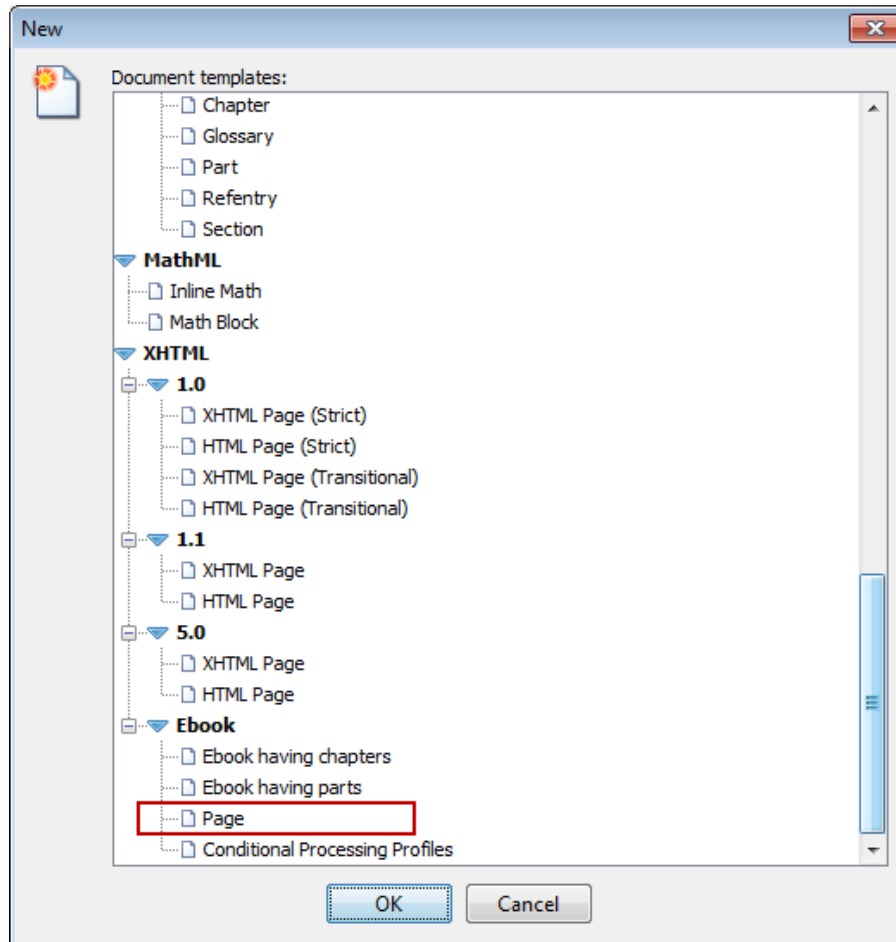 New
Document templates:
Chapter
Glossary
Part
Refentry
Section
MathML
Inline Math
Math Block
XHTML
1.0
XHTML Page (Strict)
HTML Page (Strict)
XHTML Page (Transitional)
HTML Page (Transitional)
1.1
XHTML Page
HTML Page
5.0
XHTML Page
HTML Page
Ebook
Ebook having chapters
Ebook having parts
Page
Conditional Processing Profiles
OK Cancel